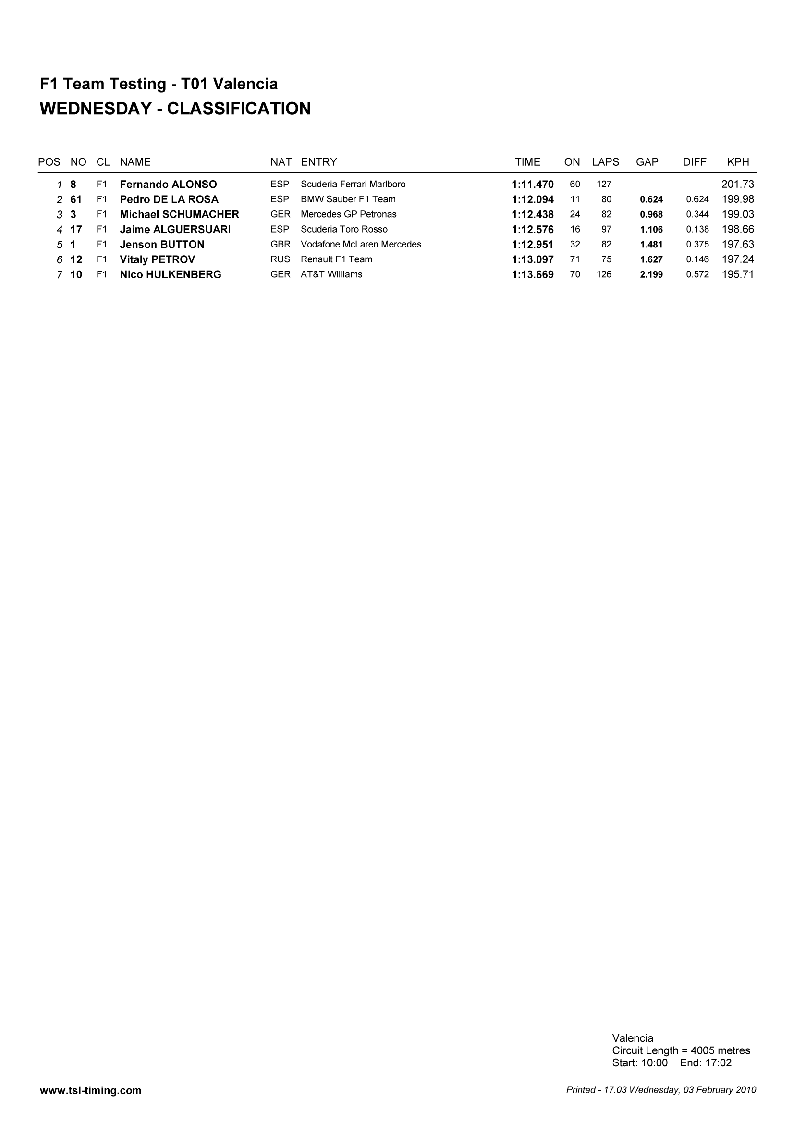 F1 Team Testing - T01 Valencia
WEDNESDAY - CLASSIFICATION
POS NO CL NAME NAT ENTRY TIME ON LAPS GAP DIFF KPH
1 8 F1 Fernando ALONSO ESP Scuderia Ferrari Marlboro 1:11.470 60 127 201.73
2 61 F1 Pedro DE LA ROSA ESP BMW Sauber F1 Team 1:12.094 11 80 0.624 0.624 199.98
3 3 F1 Michael SCHUMACHER GER Mercedes GP Petronas 1:12.438 24 82 0.968 0.344 199.03
4 17 F1 Jaime ALGUERSUARI ESP Scuderia Toro Rosso 1:12.576 16 97 1.106 0.138 198.66
5 1 F1 Jenson BUTTON GBR Vodafone McLaren Mercedes 1:12.951 32 82 1.481 0.375 197.63
6 12 F1 Vitaly PETROV RUS Renault F1 Team 1:13.097 71 75 1.627 0.146 197.24
7 10 F1 Nico HULKENBERG GER AT&T Williams 1:13.669 70 126 2.199 0.572 195.71
Valencia
Circuit Length = 4005 metres
Start: 10:00 End: 17:02
www.tsl-timing.com
Printed - 17:03 Wednesday, 03 February 2010